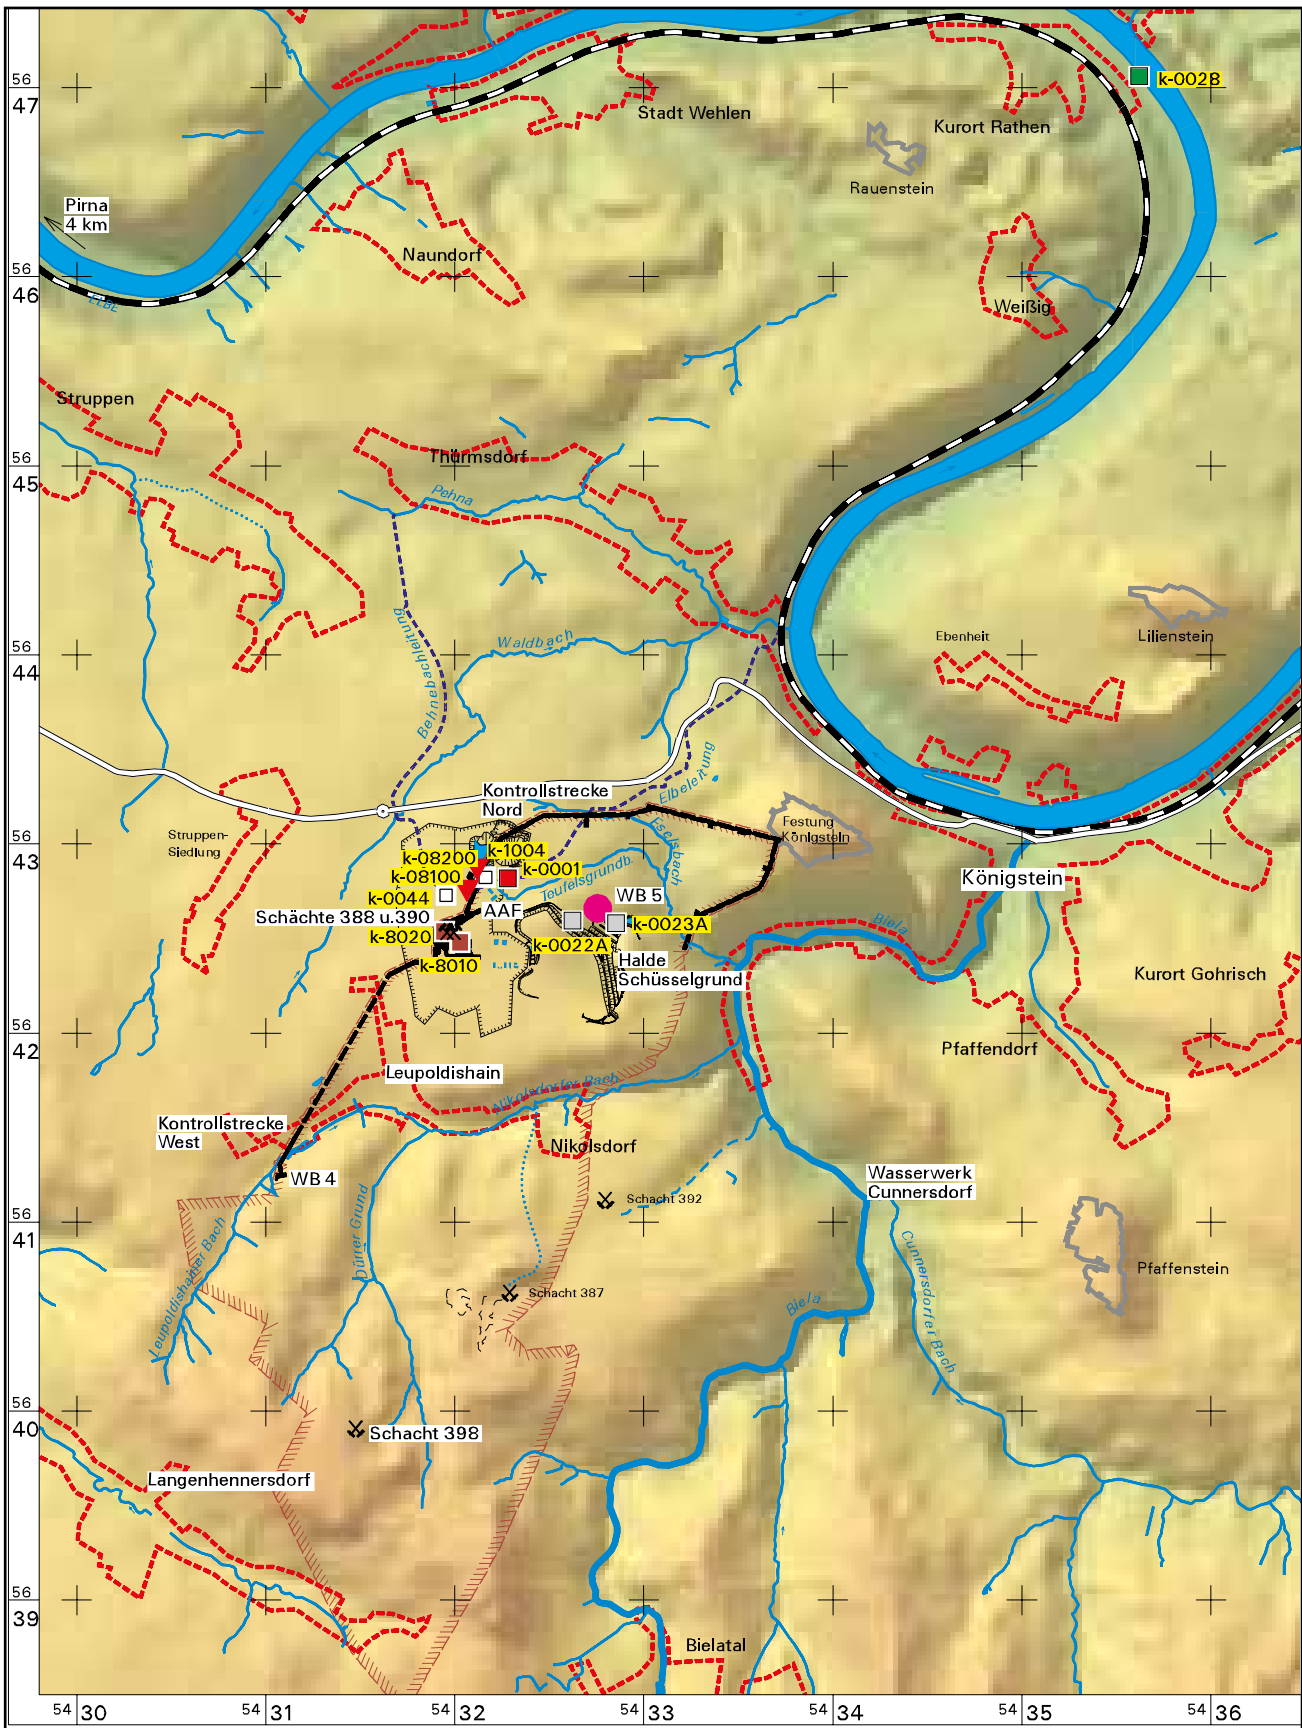 56
47
k-0028
Stadt Wehlen
Kurort Rathen
Rauenstein
Pirna
4 km
Naundorf
56
46
ELBE
Weißig
Struppen
Thürmsdorf
56
45
Pehna
Behnabachleitung
Waldbach
Ebenheit
Lilienstein
56
44
Elbeleitung
Kontrollstrecke
Nord
Struppen-
Siedlung
Festung
Königstein
56
43
k-1004
k-08200
k-0001
k-08100
k-0044
Teufelsgrundb.
Eselsbach
Königstein
WB 5
AAF
Schächte 388 u.390
k-0023A
k-8020
k-0022A
Biela
k-8010
Halde
Schüsselgrund
Kurort Gohrisch
56
42
Pfaffendorf
Leupoldishain
Nikolsdorfer Bach
Kontrollstrecke
West
Nikolsdorf
WB 4
Wasserwerk
Cunnersdorf
Schacht 392
56
41
Dürrer Grund
Leupoldishainer Bach
Cunnersdorfer Bach
Pfaffenstein
Schacht 387
Biela
56
40
Schacht 398
Langenhennersdorf
56
39
Bielatal
54 30
54 31
54 32
54 33
54 34
54 35
54 36